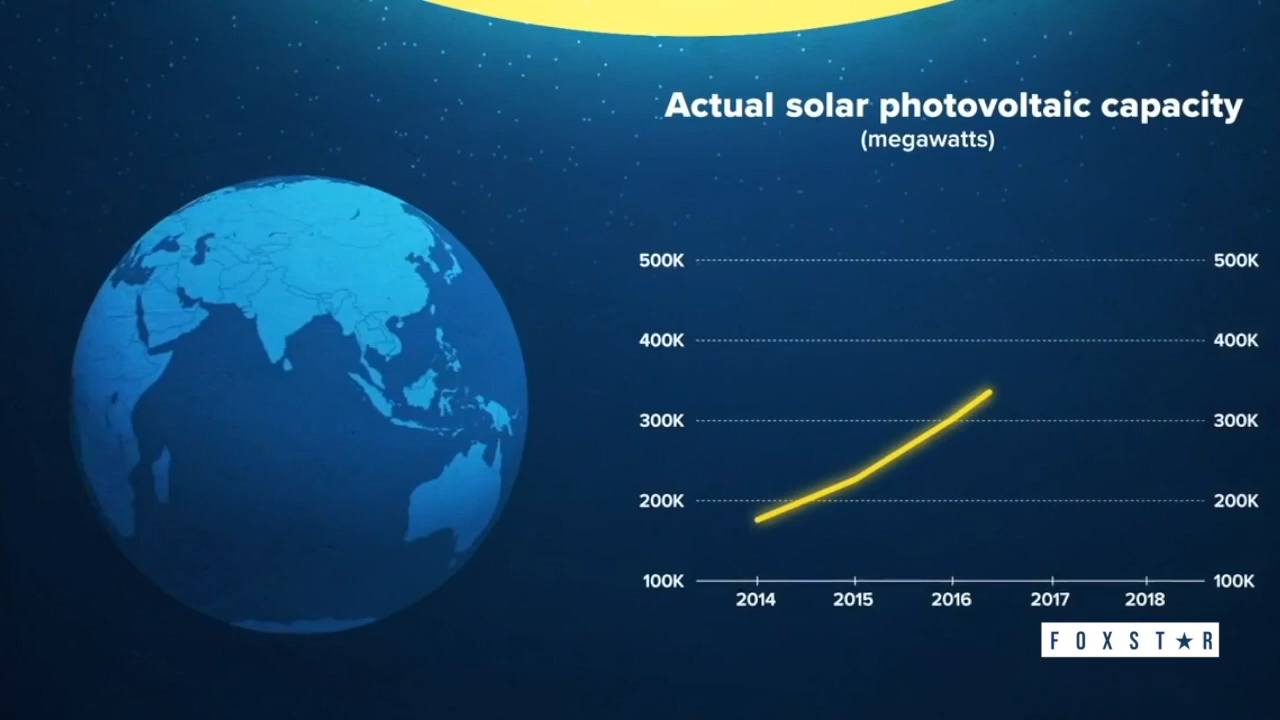 Actual solar photovoltaic capacity
(megawatts)
500K 500K
400K 400K
300K 300K
200K 200K
100K 100K
2014 2015 2016 2017 2018
FOXST★R